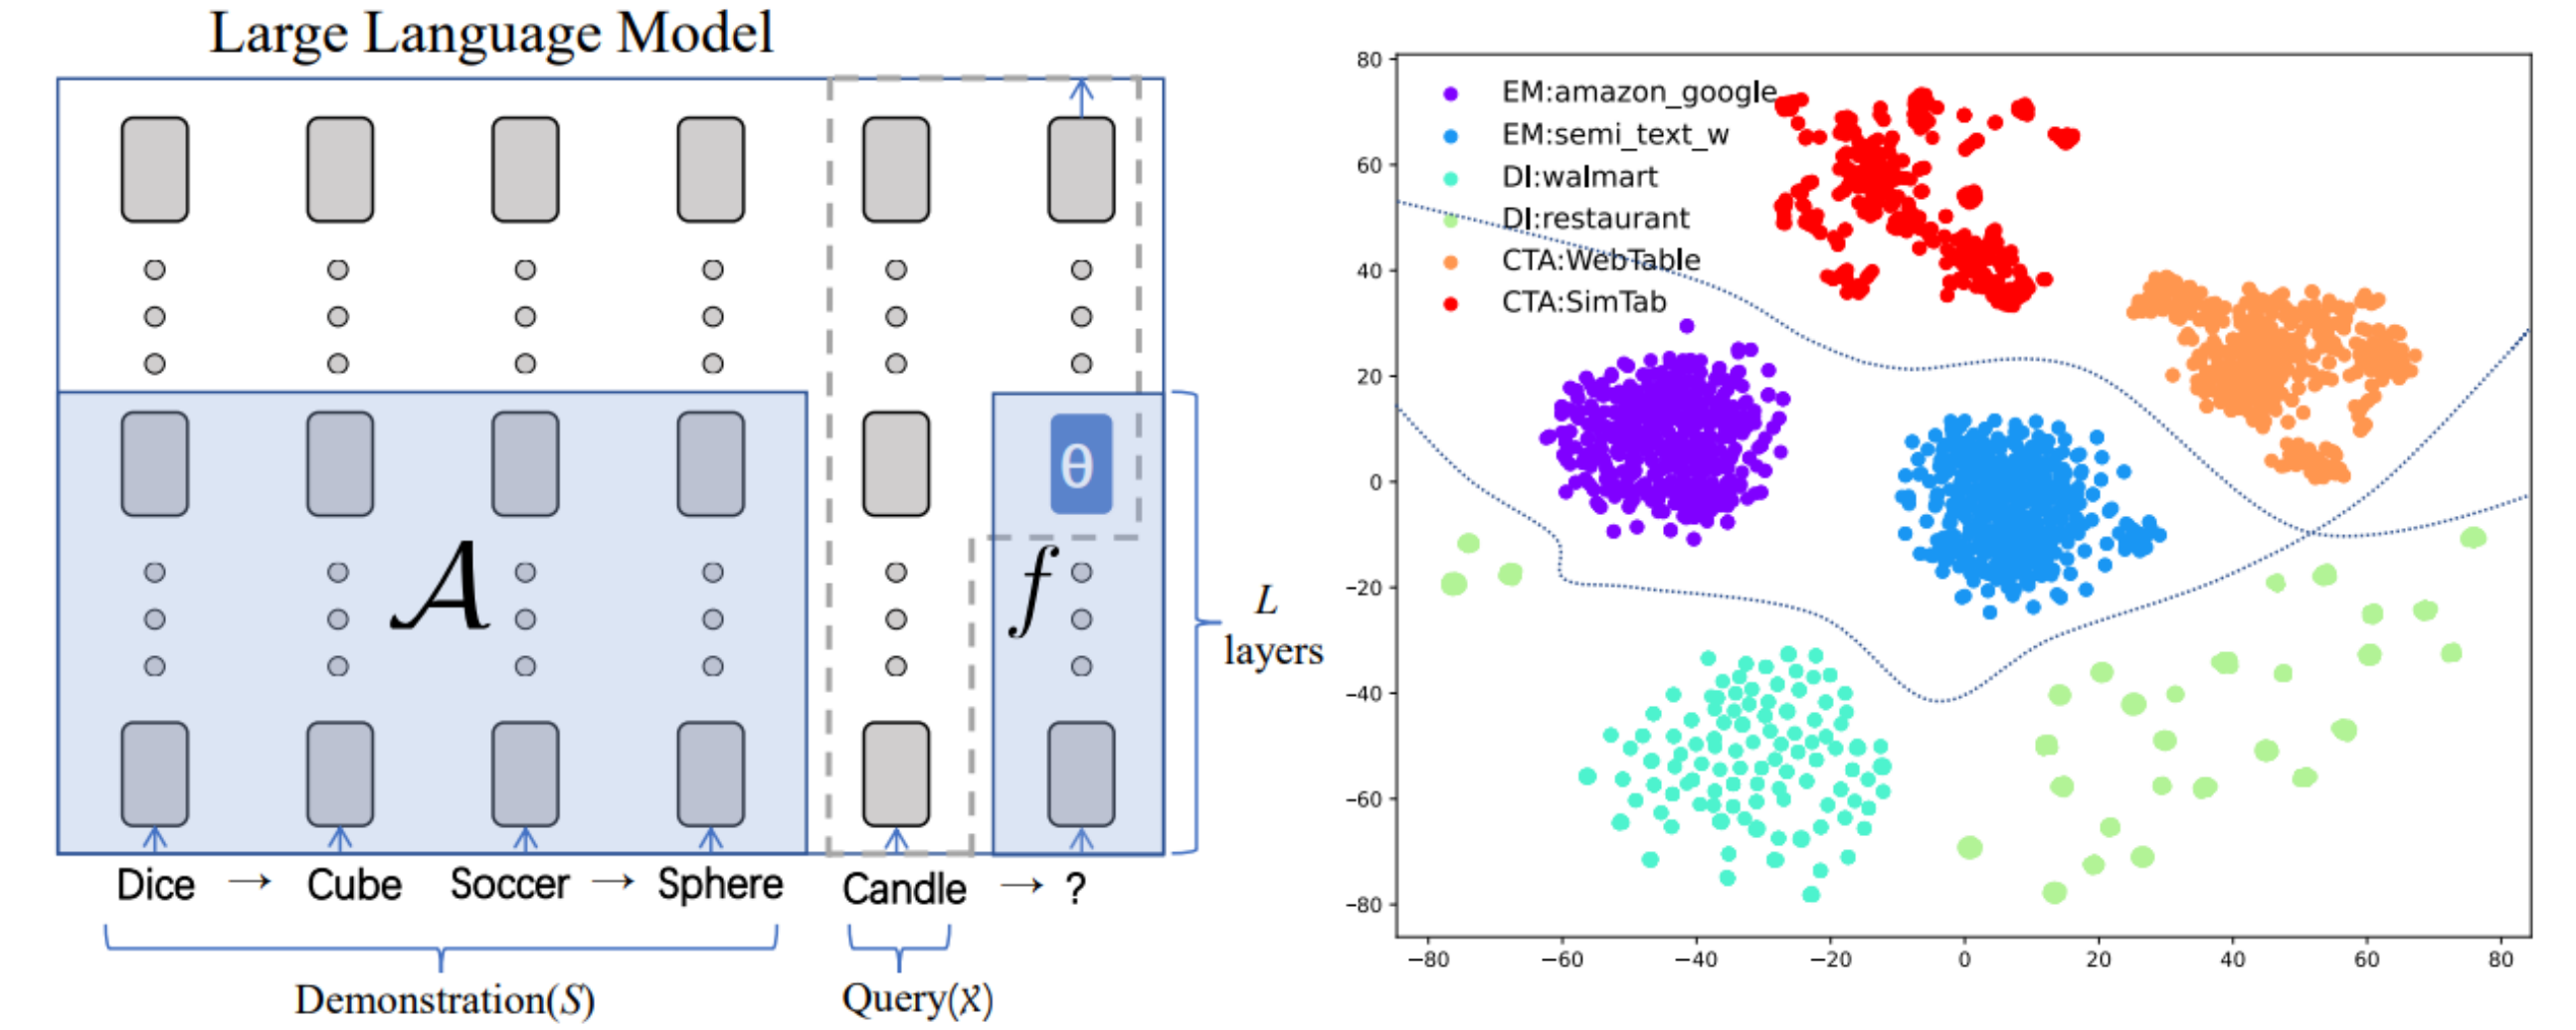 Large Language Model
θ
𝒜
f
L
layers
Dice → Cube Soccer → Sphere Candle → ?
Demonstration(S)
Query(x)
80
60
40
20
0
−20
−40
−60
−80
EM:amazon_google
EM:semi_text_w
DI:walmart
DI:restaurant
CTA:WebTable
CTA:SimTab
−80 −60 −40 −20 0 20 40 60 80